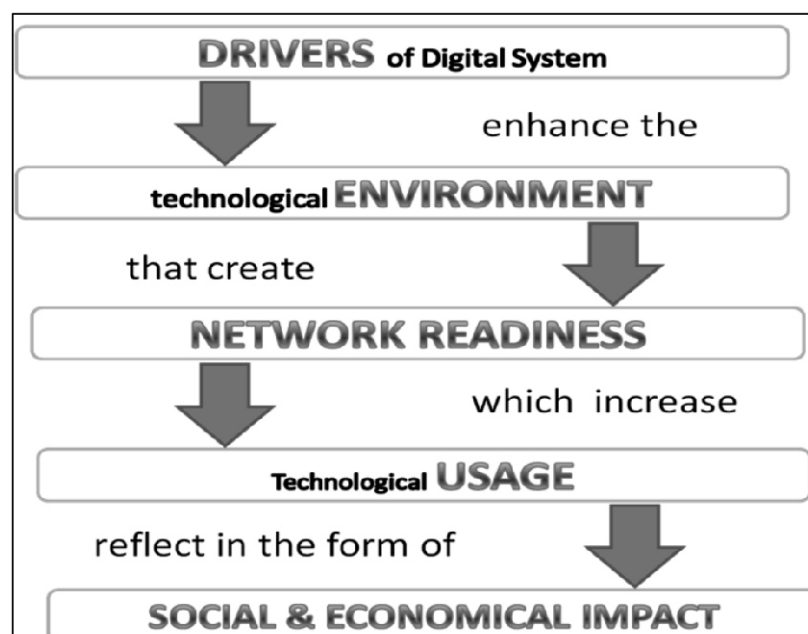 DRIVERS of Digital System
enhance the
technological ENVIRONMENT
that create
NETWORK READINESS
which increase
Technological USAGE
reflect in the form of
SOCIAL & ECONOMICAL IMPACT